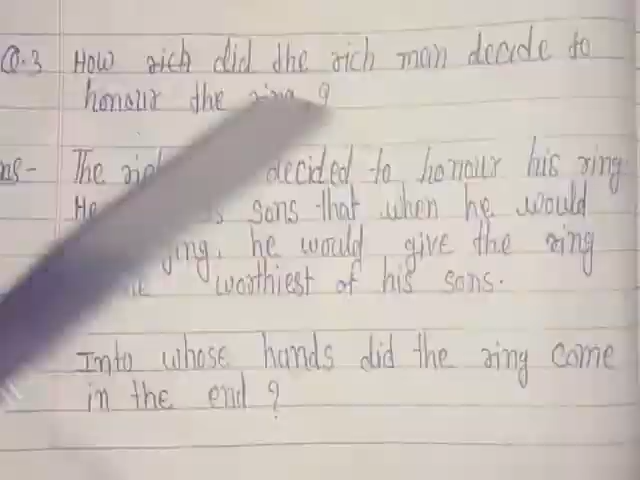 Q.3 How rich did the rich man decide to
honour the ring ?
The decided to honour his ring
He sons that when he would
he would give the ring
worthiest of his sons.
Into whose hands did the ring come
in the end ?